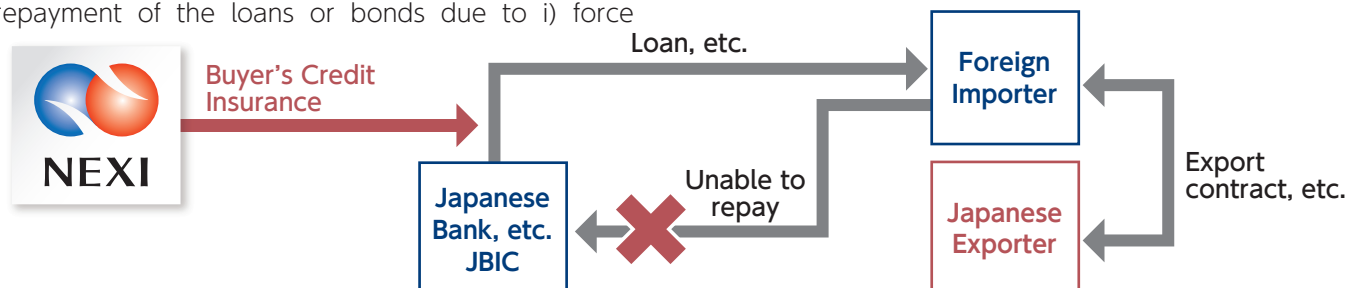 repayment of the loans or bonds due to i) force
Loan, etc.
Buyer's Credit
Insurance
NEXI
Foreign
Importer
Export
contract, etc.
Unable to
repay
Japanese
Bank, etc.
JBIC
Japanese
Exporter